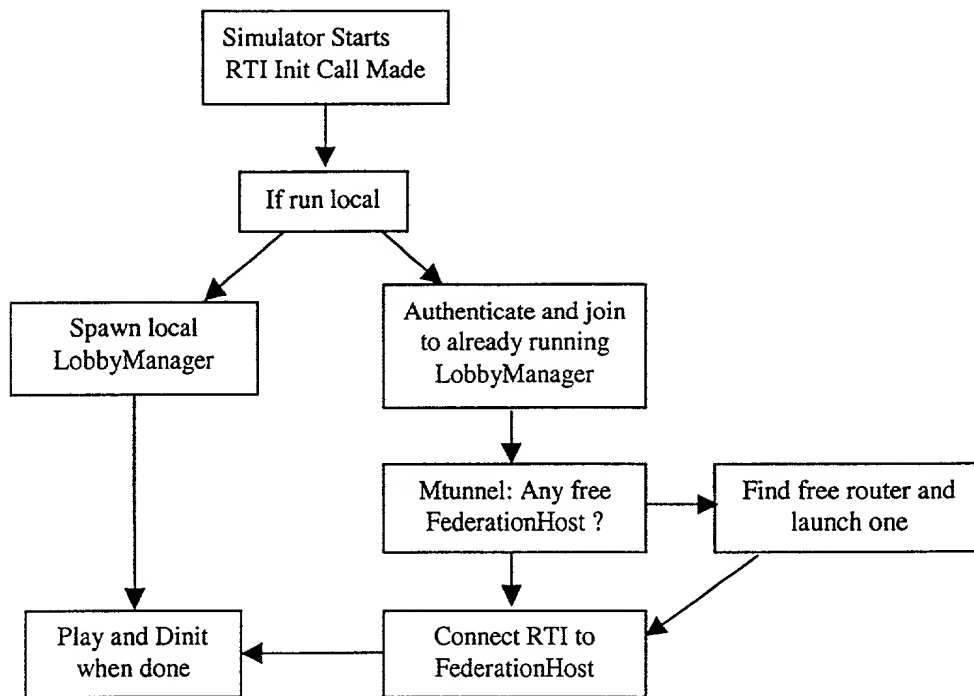 Simulator Starts
RTI Init Call Made
If run local
Spawn local
LobbyManager
Authenticate and join
to already running
LobbyManager
Mtunnel: Any free
FederationHost ?
Find free router and
launch one
Play and Dinit
when done
Connect RTI to
FederationHost